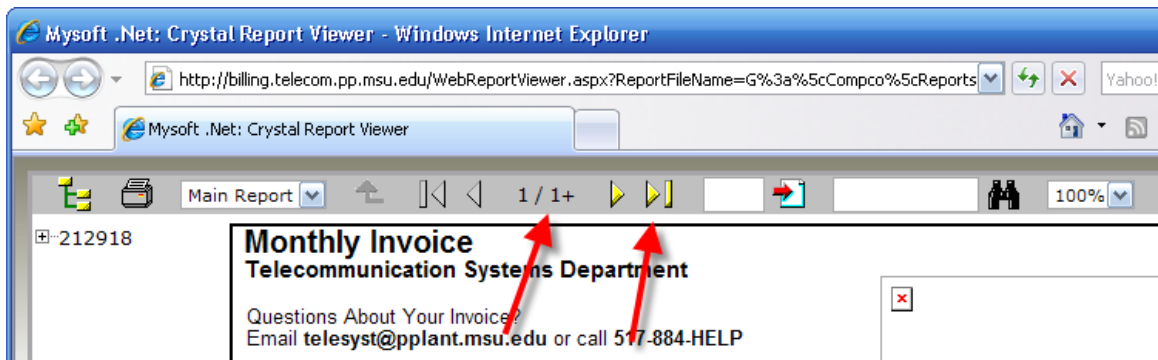 Mysoft .Net: Crystal Report Viewer - Windows Internet Explorer
http://billing.telecom.pp.msu.edu/WebReportViewer.aspx?ReportFileName=G%3a%5cCompco%5cReports
Yahoo!
Mysoft .Net: Crystal Report Viewer
Main Report
1 / 1+
100%
212918
Monthly Invoice
Telecommunication Systems Department
Questions About Your Invoice?
Email telesyst@pplant.msu.edu or call 517-884-HELP